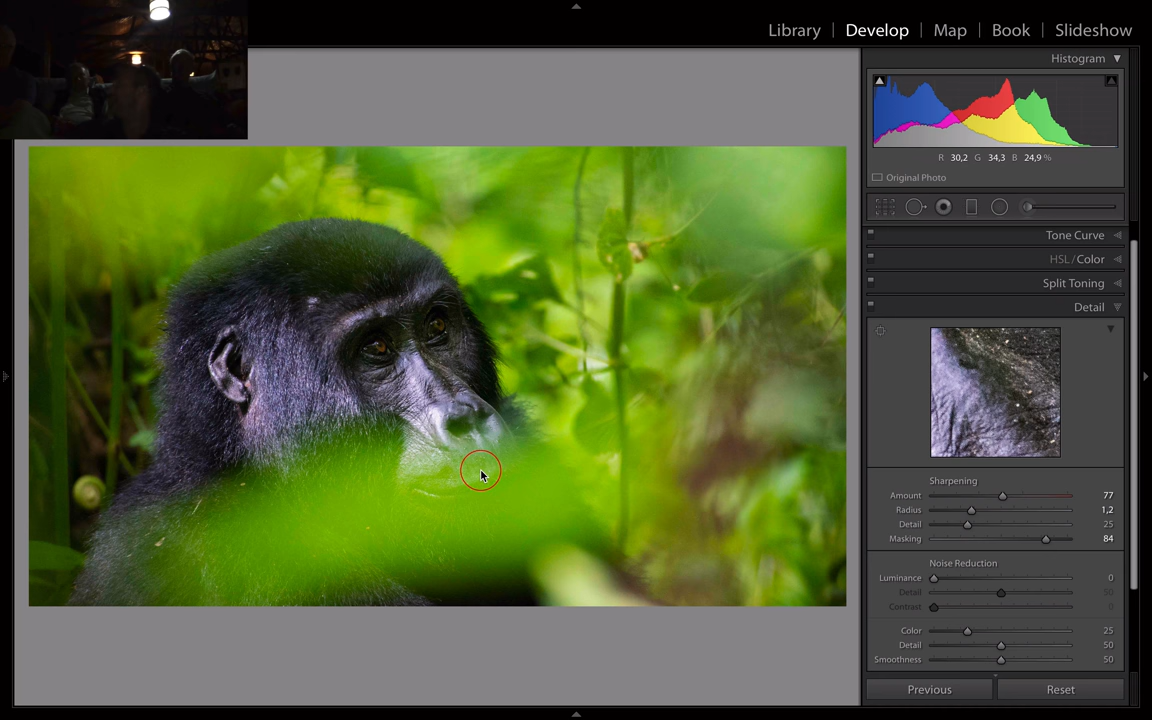 Library | Develop | Map | Book | Slideshow
Histogram
R 30,2 G 34,3 B 24,9 %
Original Photo
Tone Curve
HSL / Color
Split Toning
Detail
Sharpening
Amount 77
Radius 1,2
Detail 25
Masking 84
Noise Reduction
Luminance 0
Detail 50
Contrast 0
Color 25
Detail 50
Smoothness 50
Previous Reset